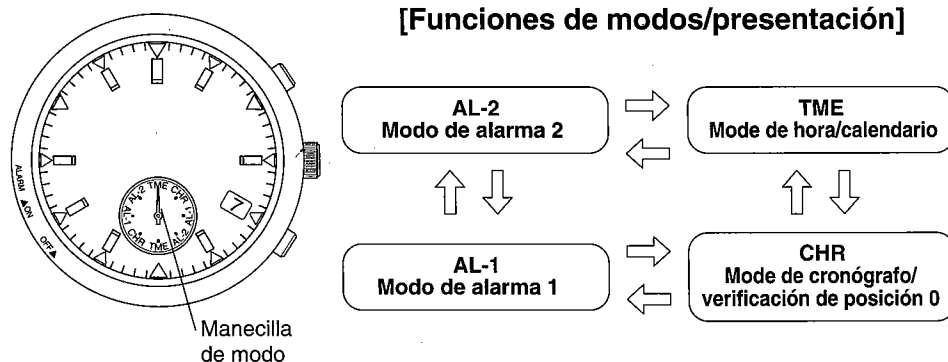 [Funciones de modos/presentación]
AL-2
Modo de alarma 2
TME
Mode de hora/calendario
AL-1
Modo de alarma 1
CHR
Mode de cronógrafo/
verificación de posición 0
ALARM ▲ON
OFF▲
TME
CHR
AL-1
AL-2
TME
CHR
AL-1
AL-2
7
Manecilla
de modo